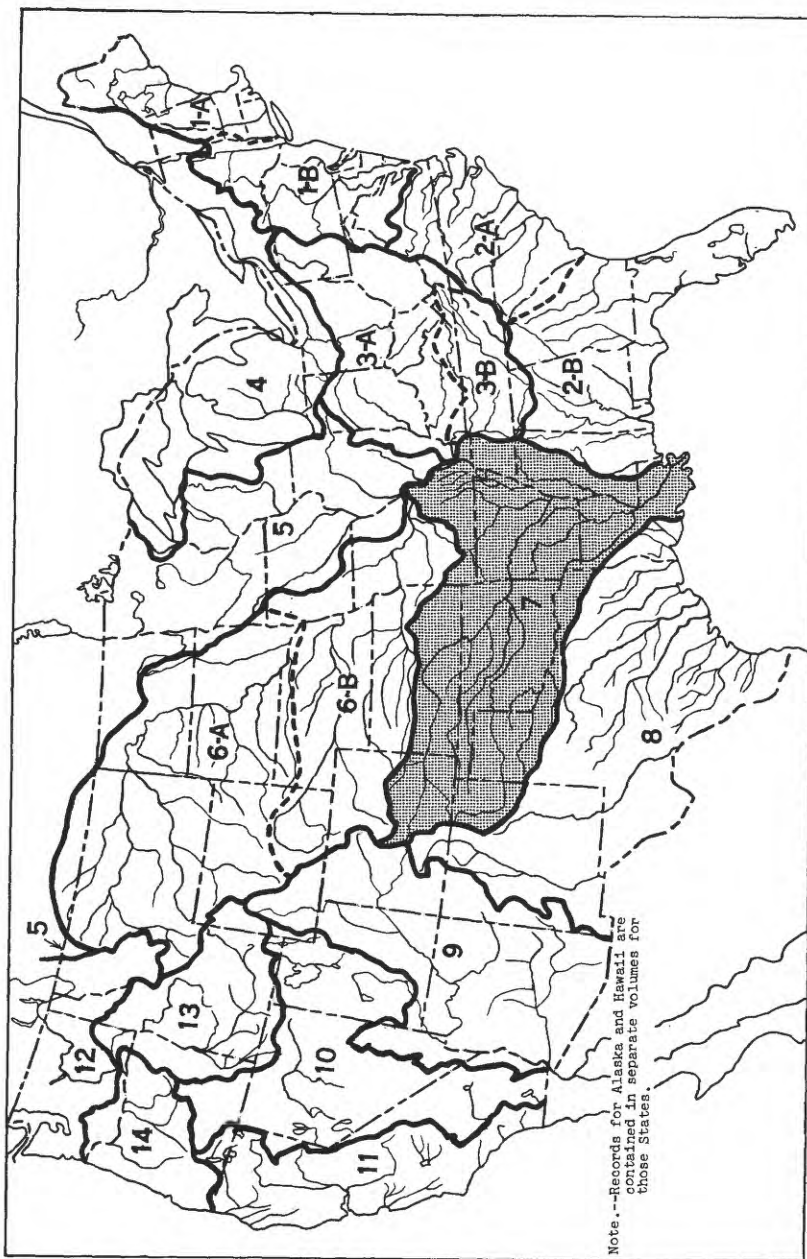 1-A
1-B
2-A
2-B
3-A
3-B
4
5
5
6-A
6-B
7
8
9
10
11
12
13
14
Note.--Records for Alaska and Hawaii are
contained in separate volumes for
those States.